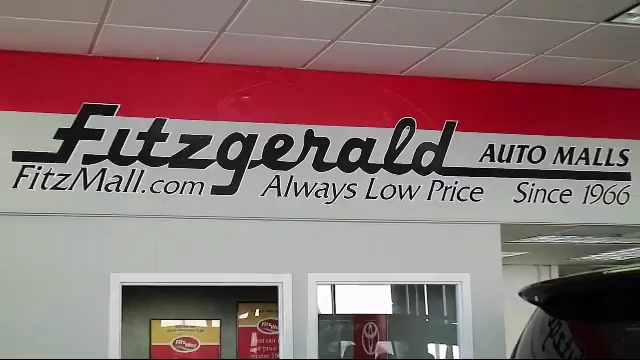 Fitzgerald AUTO MALLS
FitzMall.com Always Low Price Since 1966